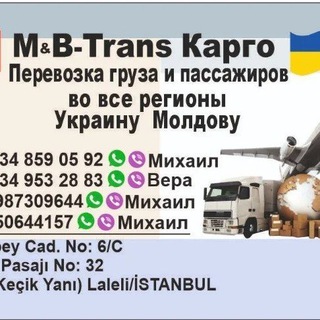 M&B-Trans Карго
Перевозка груза и пассажиров
во все регионы
Украину Молдову
34 859 05 92 Михаил
34 953 28 83 Вера
987309644 Михаил
50644157 Михаил
bey Cad. No: 6/C
Pasajı No: 32
Keçik Yanı) Laleli/İSTANBUL